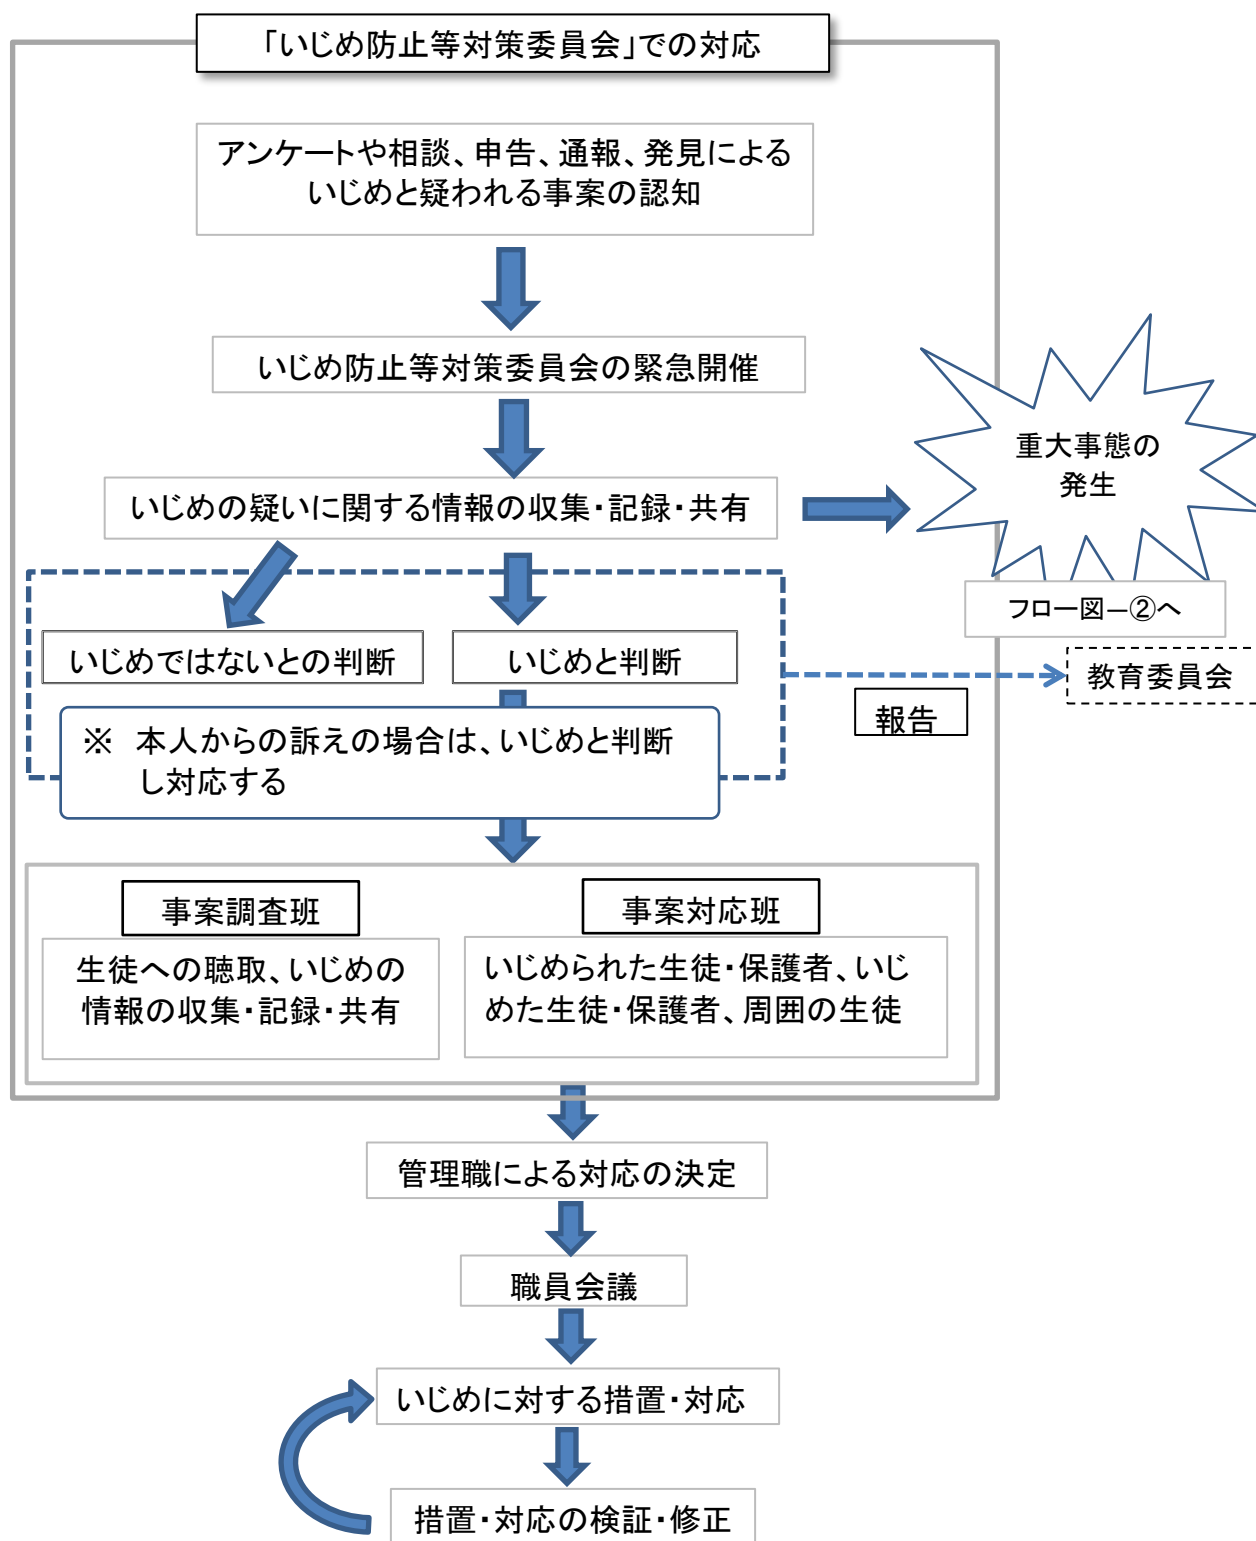 「いじめ防止等対策委員会」での対応
アンケートや相談、申告、通報、発見による
いじめと疑われる事案の認知
いじめ防止等対策委員会の緊急開催
重大事態の
発生
いじめの疑いに関する情報の収集・記録・共有
フロー図―②へ
いじめではないとの判断
いじめと判断
教育委員会
報告
※ 本人からの訴えの場合は、いじめと判断
し対応する
事案調査班
生徒への聴取、いじめの
情報の収集・記録・共有
事案対応班
いじめられた生徒・保護者、いじ
めた生徒・保護者、周囲の生徒
管理職による対応の決定
職員会議
いじめに対する措置・対応
措置・対応の検証・修正